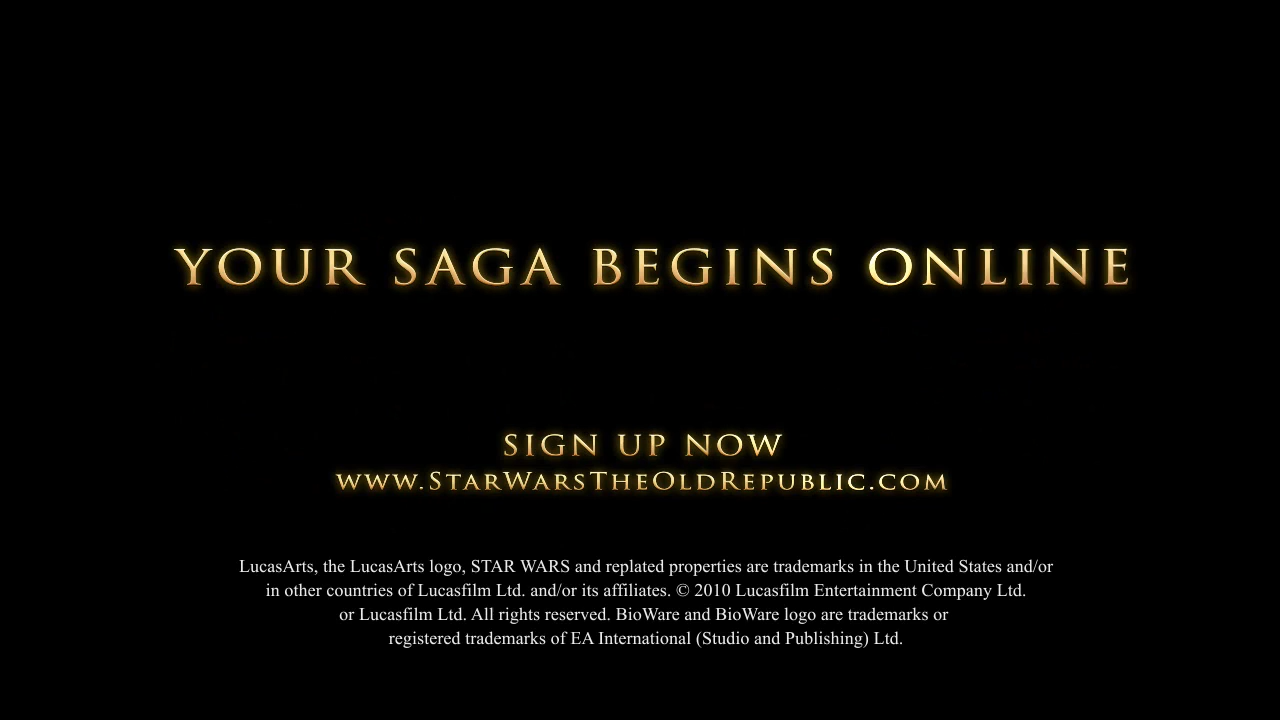 YOUR SAGA BEGINS ONLINE
SIGN UP NOW
www.StarWarsTheOldRepublic.com
LucasArts, the LucasArts logo, STAR WARS and replated properties are trademarks in the United States and/or
in other countries of Lucasfilm Ltd. and/or its affiliates. © 2010 Lucasfilm Entertainment Company Ltd.
or Lucasfilm Ltd. All rights reserved. BioWare and BioWare logo are trademarks or
registered trademarks of EA International (Studio and Publishing) Ltd.